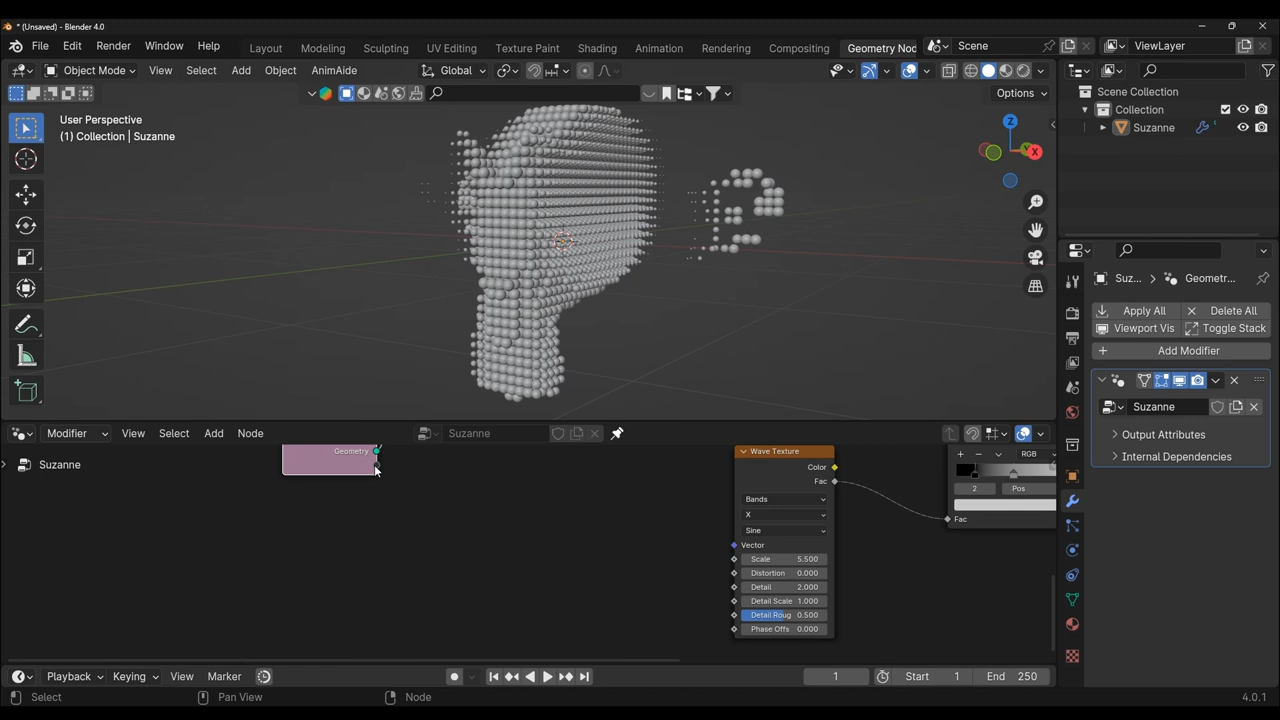 * (Unsaved) - Blender 4.0
File Edit Render Window Help
Layout Modeling Sculpting UV Editing Texture Paint Shading Animation Rendering Compositing Geometry Nod
Scene ViewLayer
Object Mode View Select Add Object AnimAide Global
Options
User Perspective
(1) Collection | Suzanne
Z
X
Scene Collection
Collection
Suzanne
Suz... Geometr...
Apply All Delete All
Viewport Vis Toggle Stack
Add Modifier
Suzanne
Output Attributes
Internal Dependencies
Modifier View Select Add Node Suzanne
Suzanne
Geometry
Wave Texture
Color
Fac
Bands
X
Sine
Vector
Scale 5.500
Distortion 0.000
Detail 2.000
Detail Scale 1.000
Detail Roug 0.500
Phase Offs 0.000
RGB
2 Pos
Fac
Playback Keying View Marker 1 Start 1 End 250
Select Pan View Node 4.0.1